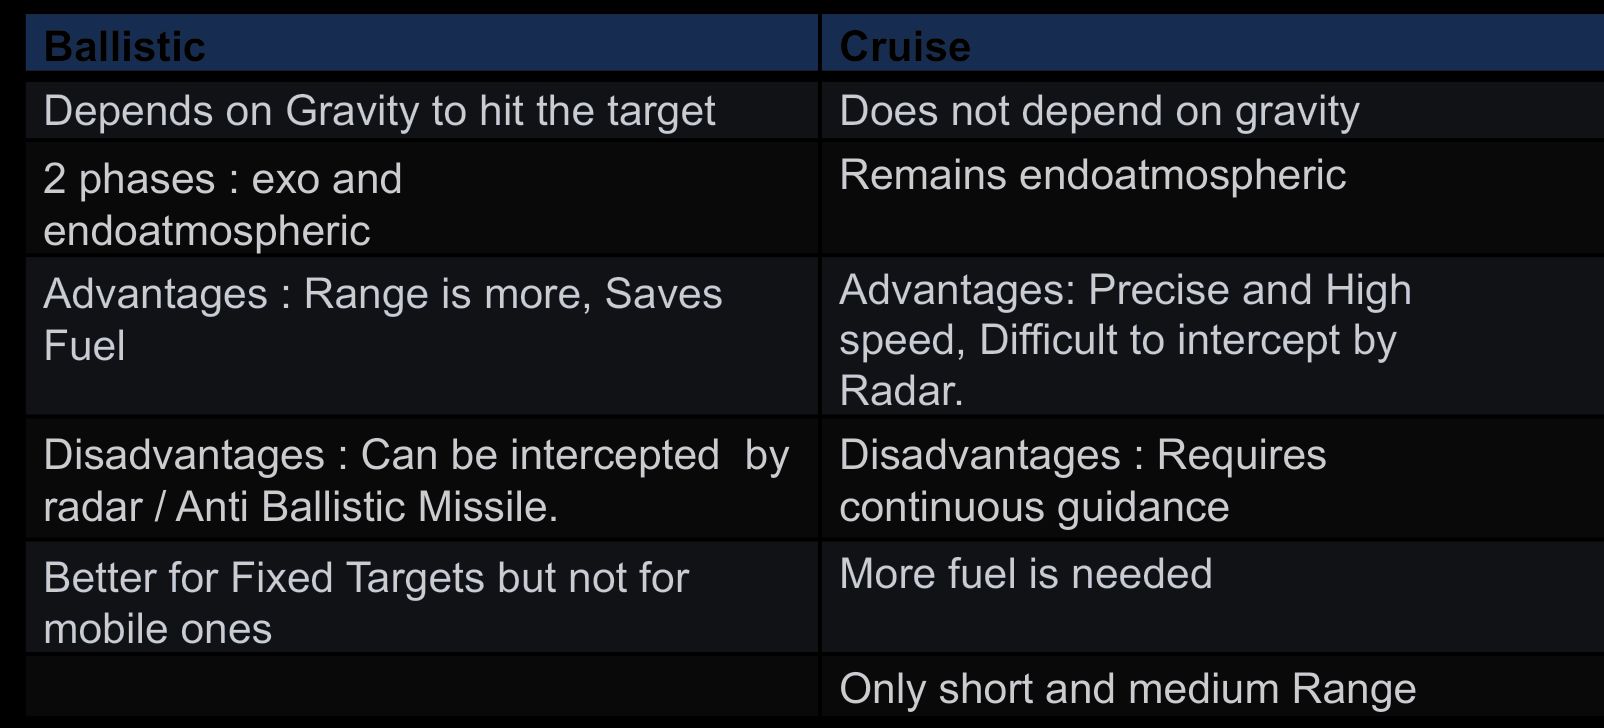 Ballistic
Cruise
Depends on Gravity to hit the target
Does not depend on gravity
2 phases : exo and
endoatmospheric
Remains endoatmospheric
Advantages : Range is more, Saves
Fuel
Advantages: Precise and High
speed, Difficult to intercept by
Radar.
Disadvantages : Can be intercepted  by
radar / Anti Ballistic Missile.
Disadvantages : Requires
continuous guidance
Better for Fixed Targets but not for
mobile ones
More fuel is needed
Only short and medium Range